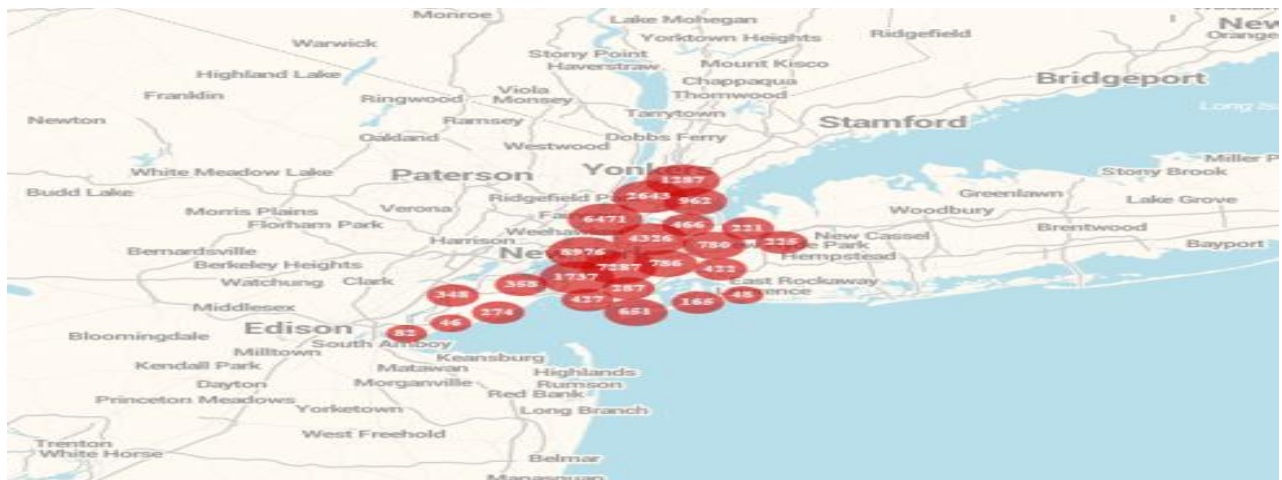 Monroe
Lake Mohegan
Ridgefield
New
Orange
Warwick
Yorktown Heights
Stony Point
Haverstraw
Mount Kisco
Highland Lake
Chappaqua
Bridgeport
Franklin
Ringwood
Viola
Monsey
Thornwood
Newton
Ramsey
Tarrytown
Stamford
Oakland
Westwood
Dobbs Ferry
White Meadow Lake
Paterson
1287
Stony Brook
Budd Lake
Ridgefield
2643
962
Greenlawn
Lake Grove
Morris Plains
Verona
6471
Woodbury
Florham Park
466
221
Brentwood
Harrison
4326
780
225
New Cassel
Park
Bayport
Bernardsville
8976
Hempstead
Berkeley Heights
7287
786
422
Watchung
Clark
358
1737
East Rockaway
348
427
287
165
48
Middlesex
274
651
Edison
46
82
Bloomingdale
South Amboy
Milltown
Keansburg
Kendall Park
Matawan
Highlands
Dayton
Morganville
Rumson
Princeton Meadows
Red Bank
Yorketown
Long Branch
West Freehold
Trenton
White Horse
Belmar
Manasquan